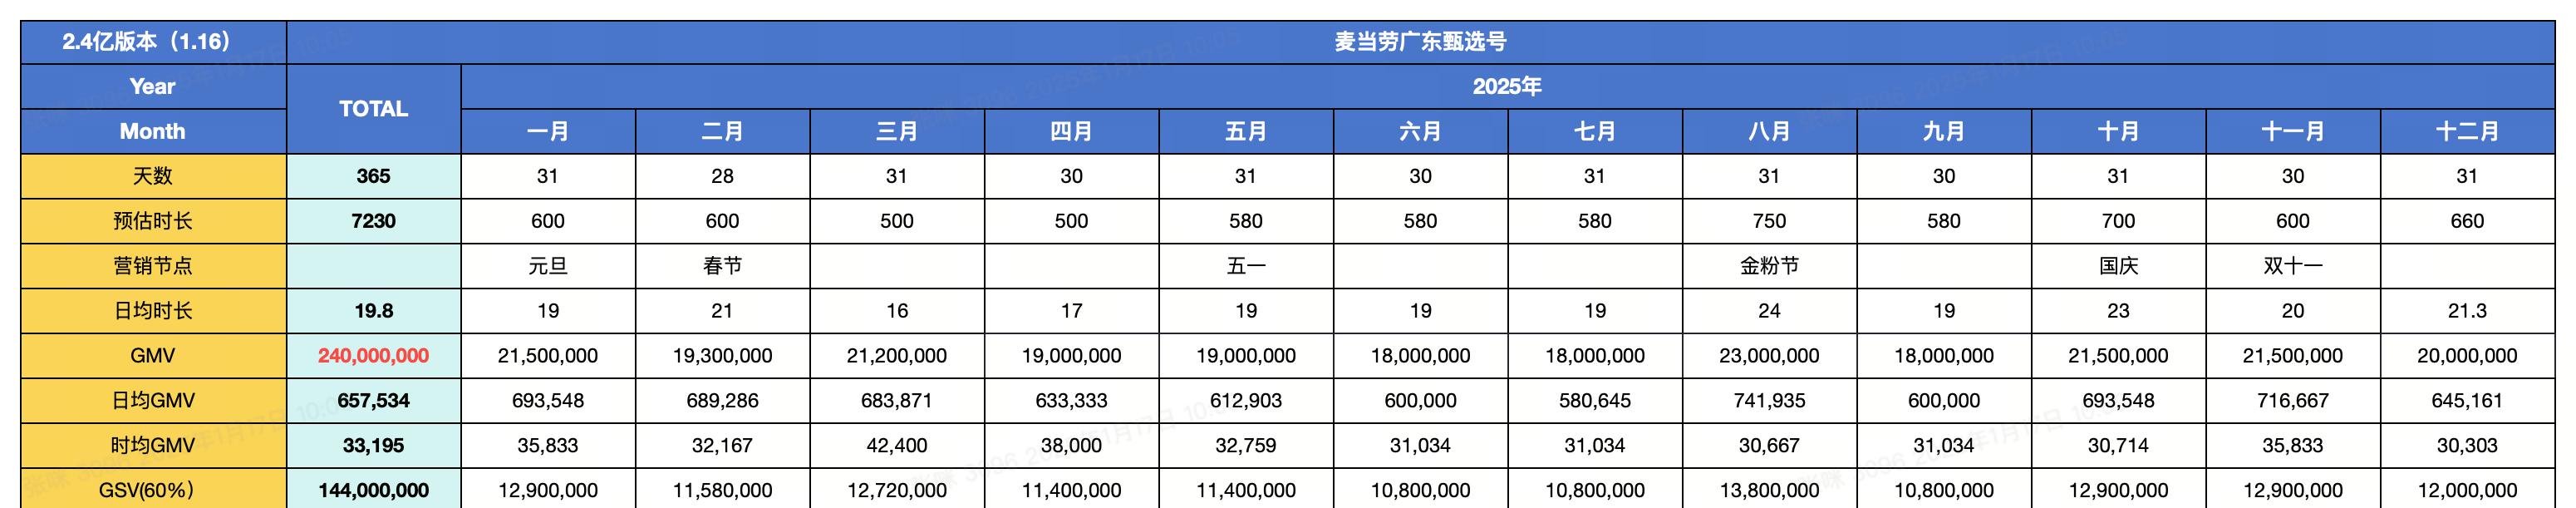 2.4亿版本（1.16） 麦当劳广东甄选号
Year TOTAL 2025年
Month 一月 二月 三月 四月 五月 六月 七月 八月 九月 十月 十一月 十二月
天数 365 31 28 31 30 31 30 31 31 30 31 30 31
预估时长 7230 600 600 500 500 580 580 580 750 580 700 600 660
营销节点 元旦 春节 五一 金粉节 国庆 双十一
日均时长 19.8 19 21 16 17 19 19 19 24 19 23 20 21.3
GMV 240,000,000 21,500,000 19,300,000 21,200,000 19,000,000 19,000,000 18,000,000 18,000,000 23,000,000 18,000,000 21,500,000 21,500,000 20,000,000
日均GMV 657,534 693,548 689,286 683,871 633,333 612,903 600,000 580,645 741,935 600,000 693,548 716,667 645,161
时均GMV 33,195 35,833 32,167 42,400 38,000 32,759 31,034 31,034 30,667 31,034 30,714 35,833 30,303
GSV(60%） 144,000,000 12,900,000 11,580,000 12,720,000 11,400,000 11,400,000 10,800,000 10,800,000 13,800,000 10,800,000 12,900,000 12,900,000 12,000,000